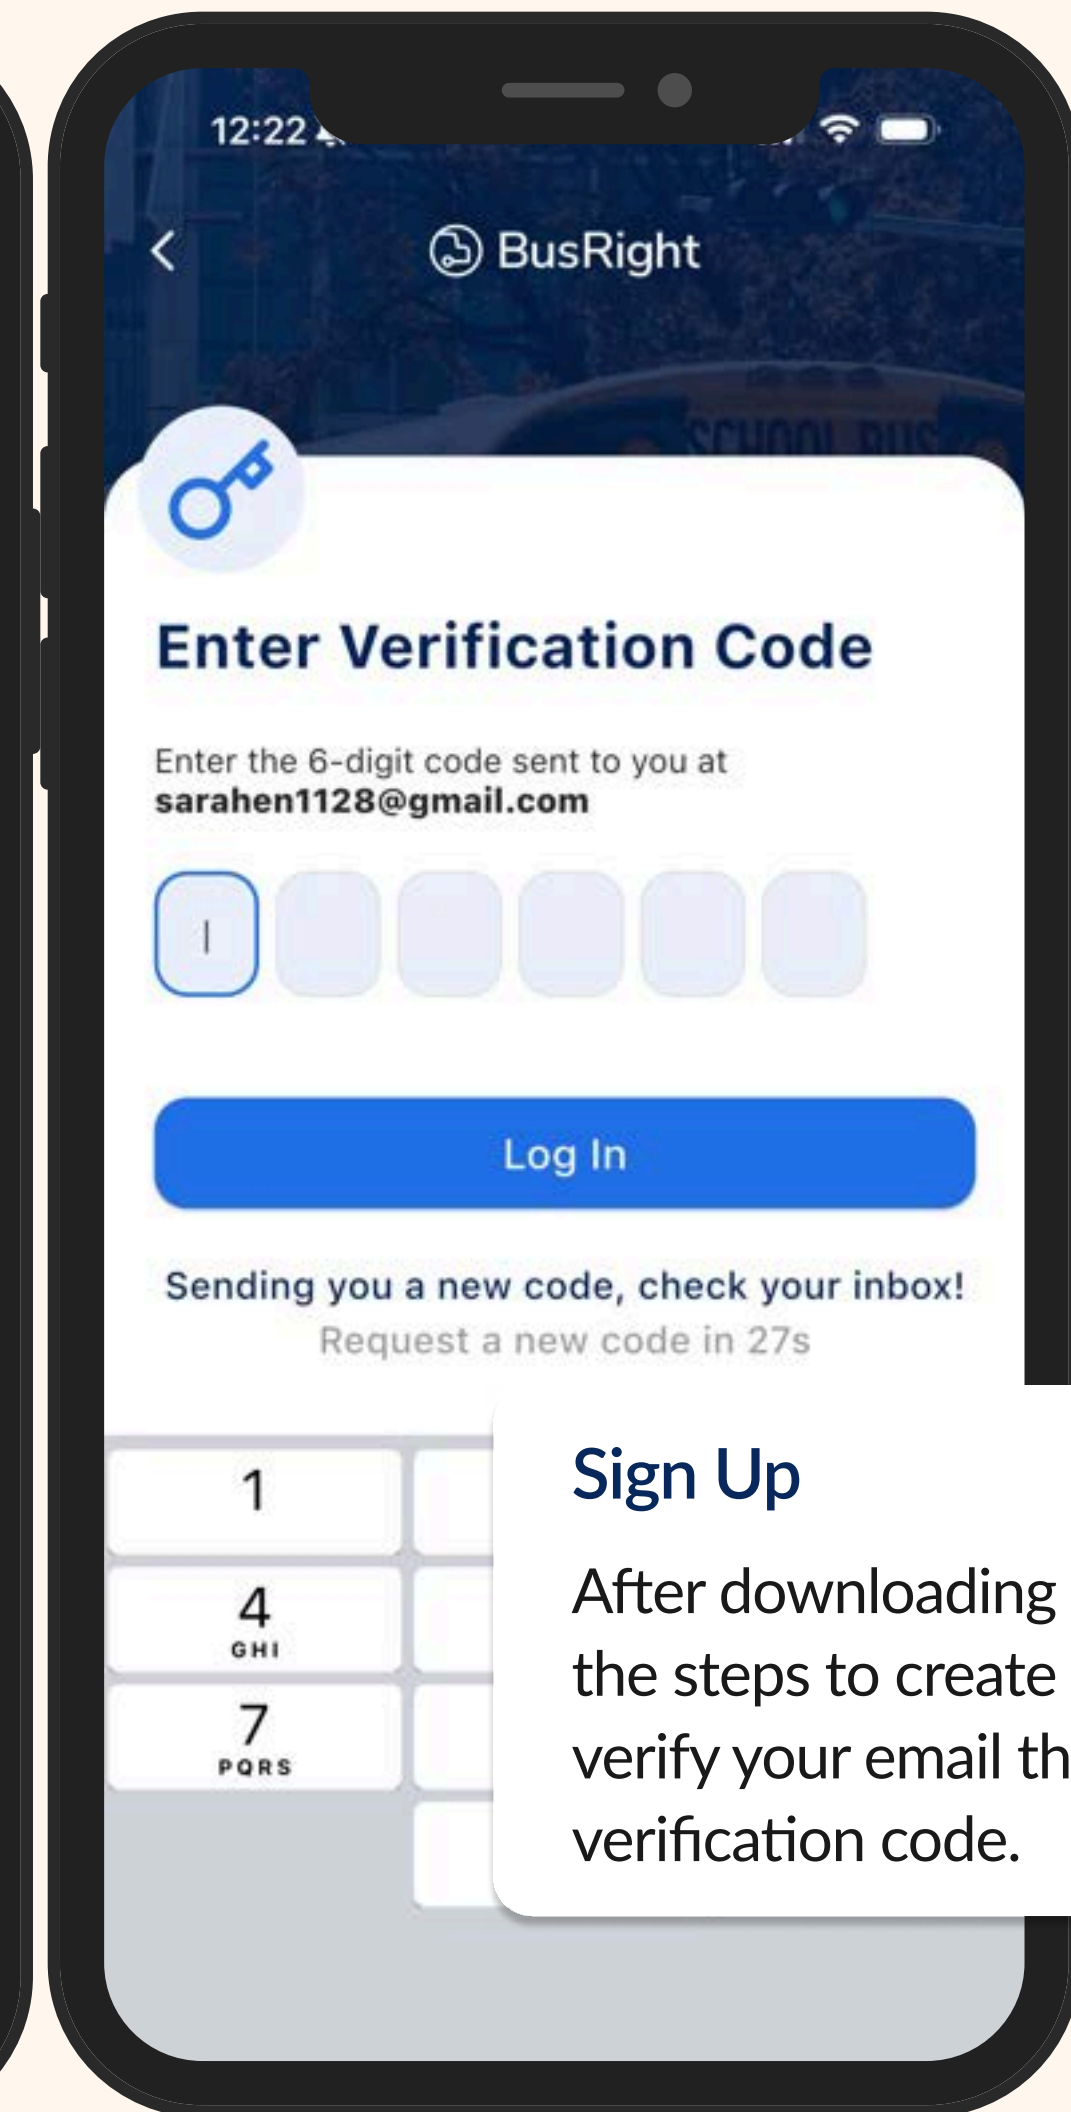 12:22
BusRight
SCHOOL BUS
Enter Verification Code
Enter the 6-digit code sent to you at
sarahen1128@gmail.com
Log In
Sending you a new code, check your inbox!
Request a new code in 27s
1
4
GHI
7
PQRS
Sign Up
After downloading
the steps to create
verify your email th
verification code.